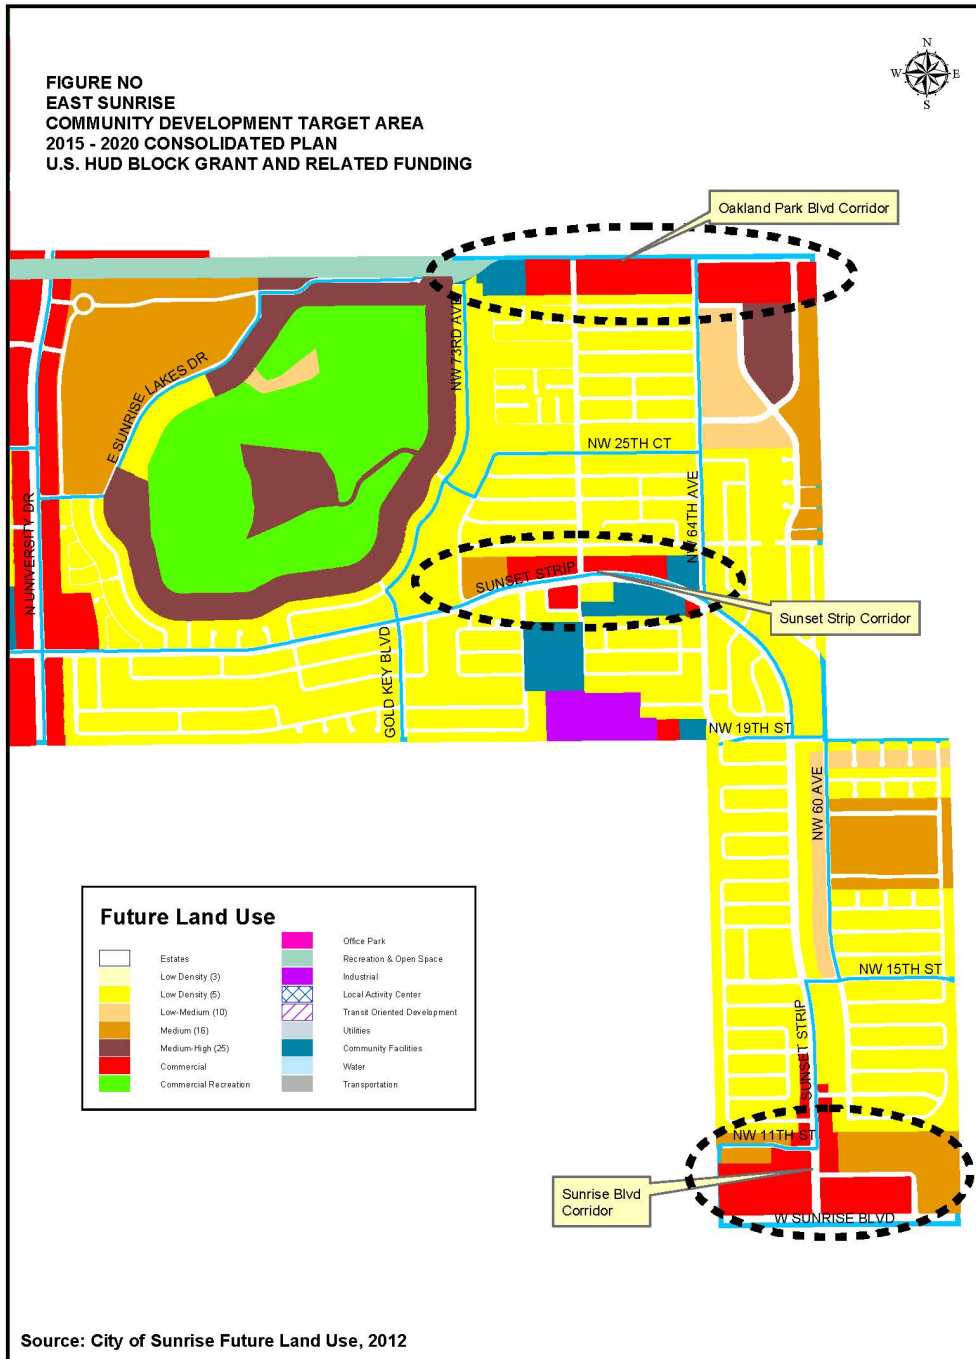 FIGURE NO
EAST SUNRISE
COMMUNITY DEVELOPMENT TARGET AREA
2015 - 2020 CONSOLIDATED PLAN
U.S. HUD BLOCK GRANT AND RELATED FUNDING
N
W
E
S
Oakland Park Blvd Corridor
NW 73RD AVE
E SUNRISE LAKES DR
NW 25TH CT
NW 64TH AVE
N UNIVERSITY DR
SUNSET STRIP
Sunset Strip Corridor
GOLD KEY BLVD
NW 19TH ST
NW 60 AVE
NW 15TH ST
SUNSET STRIP
NW 11TH ST
Sunrise Blvd
Corridor
W SUNRISE BLVD
Future Land Use
Estates
Low Density (3)
Low Density (5)
Low-Medium (10)
Medium (16)
Medium-High (25)
Commercial
Commercial Recreation
Office Park
Recreation & Open Space
Industrial
Local Activity Center
Transit Oriented Development
Utilities
Community Facilities
Water
Transportation
Source: City of Sunrise Future Land Use, 2012